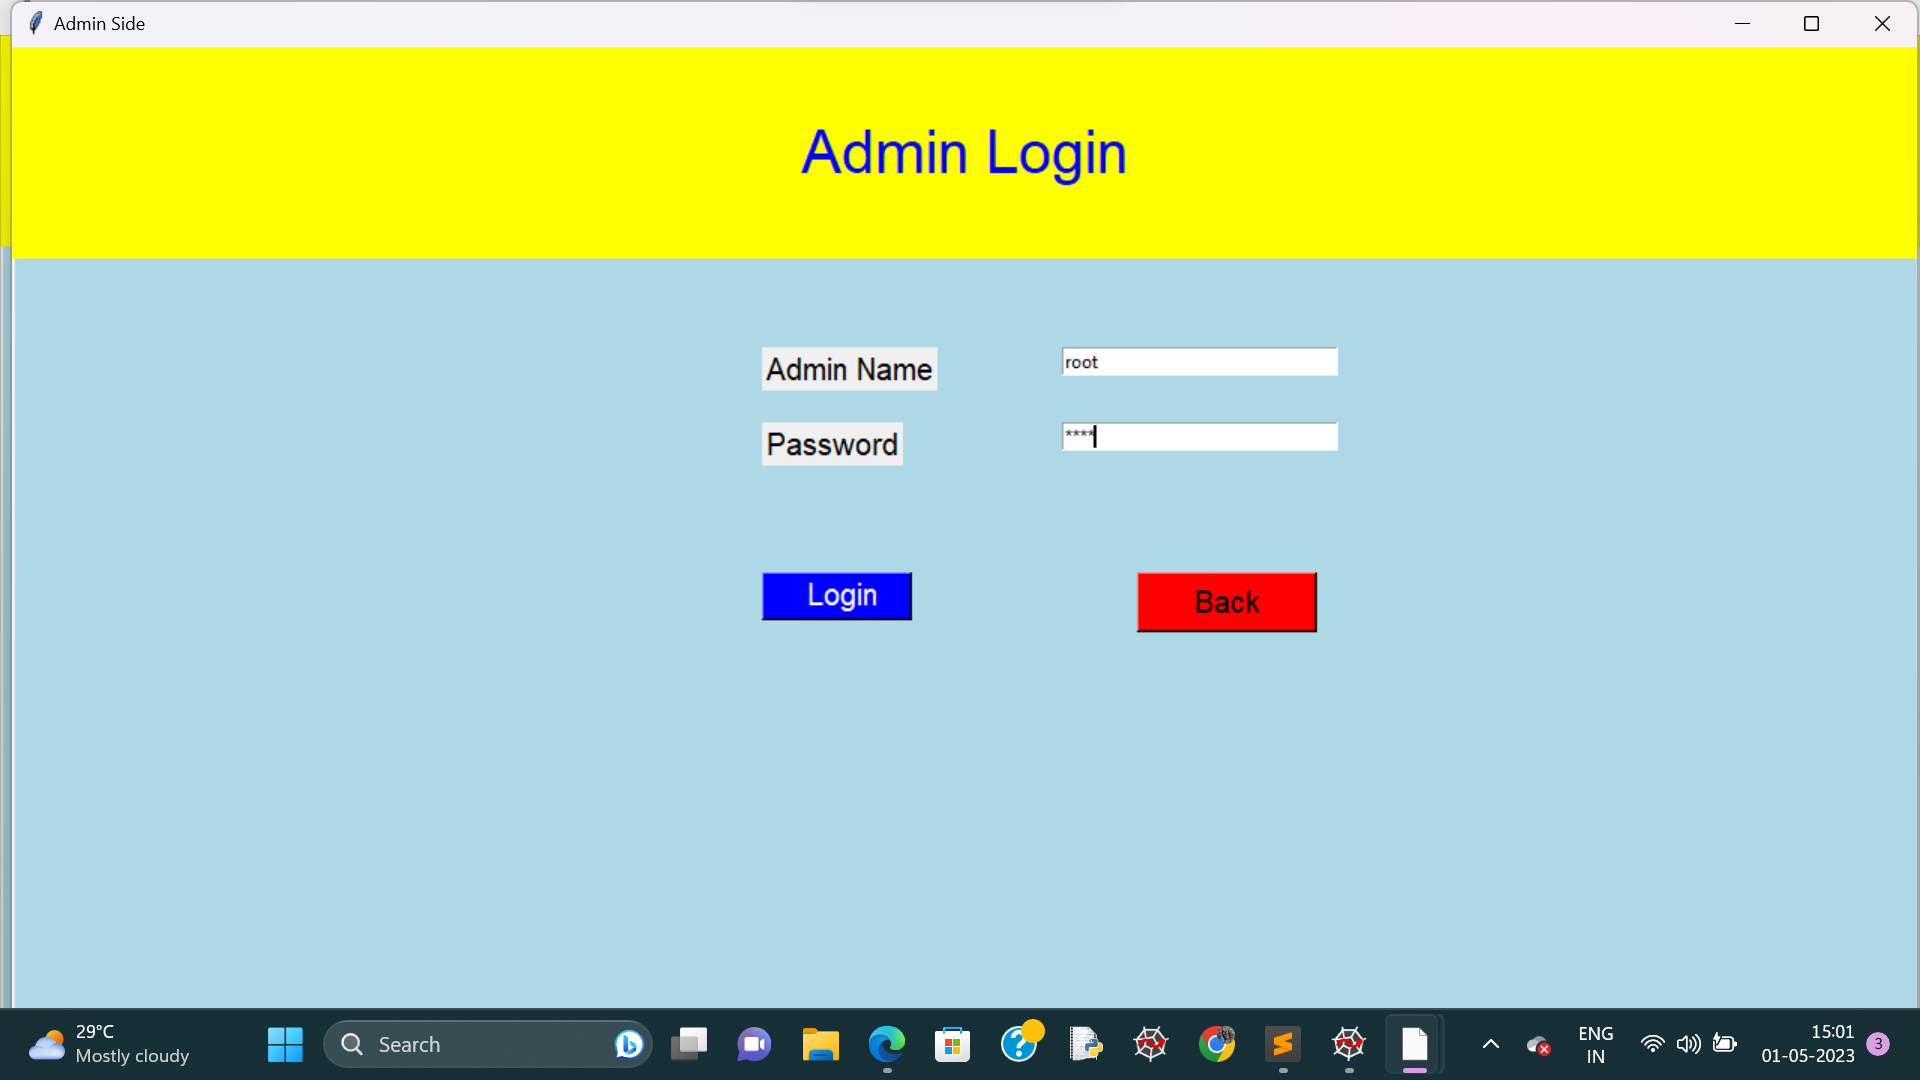 Admin Side
Admin Login
Admin Name
root
Password
****
Login
Back
29°C
Mostly cloudy
Search
ENG
IN
15:01
01-05-2023
3